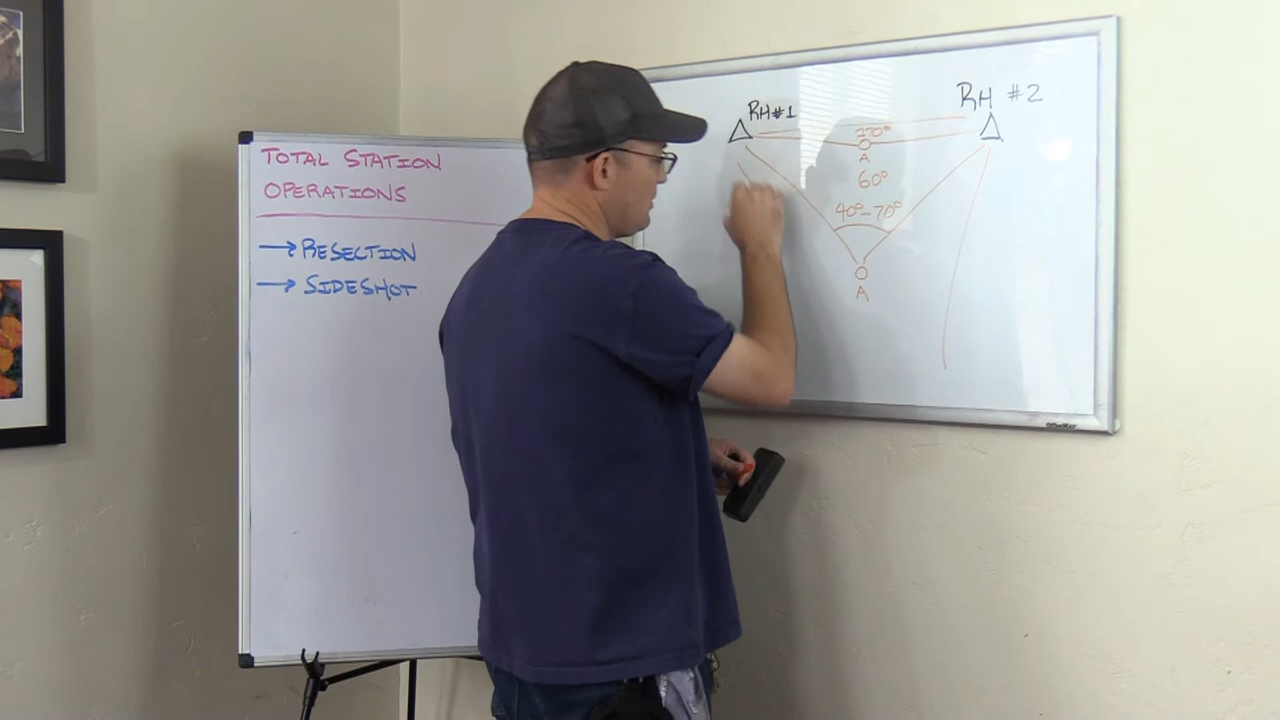 TOTAL STATION
OPERATIONS
→ RESECTION
→ SIDESHOT
RH#1
RH #2
170°
A
60°
40°-70°
A